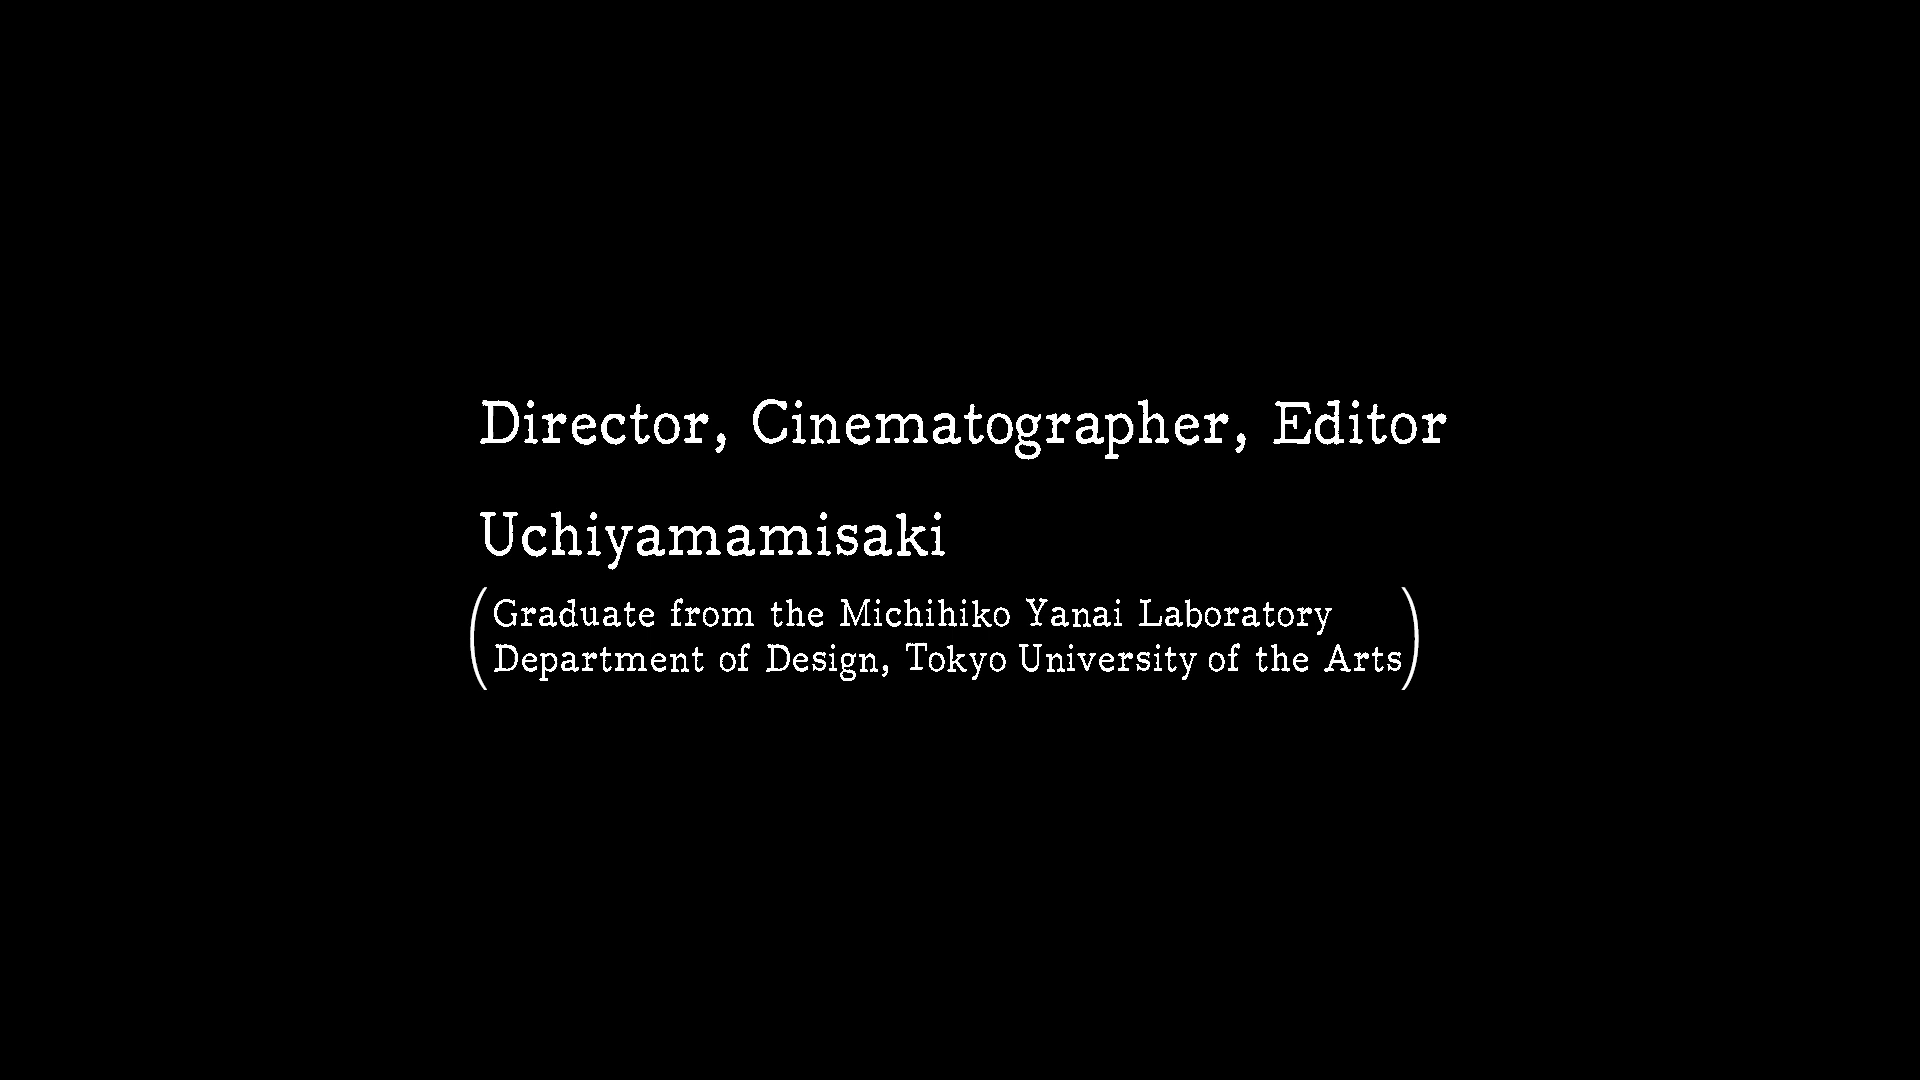 Director, Cinematographer, Editor
Uchiyamamisaki
(Graduate from the Michihiko Yanai Laboratory
Department of Design, Tokyo University of the Arts)